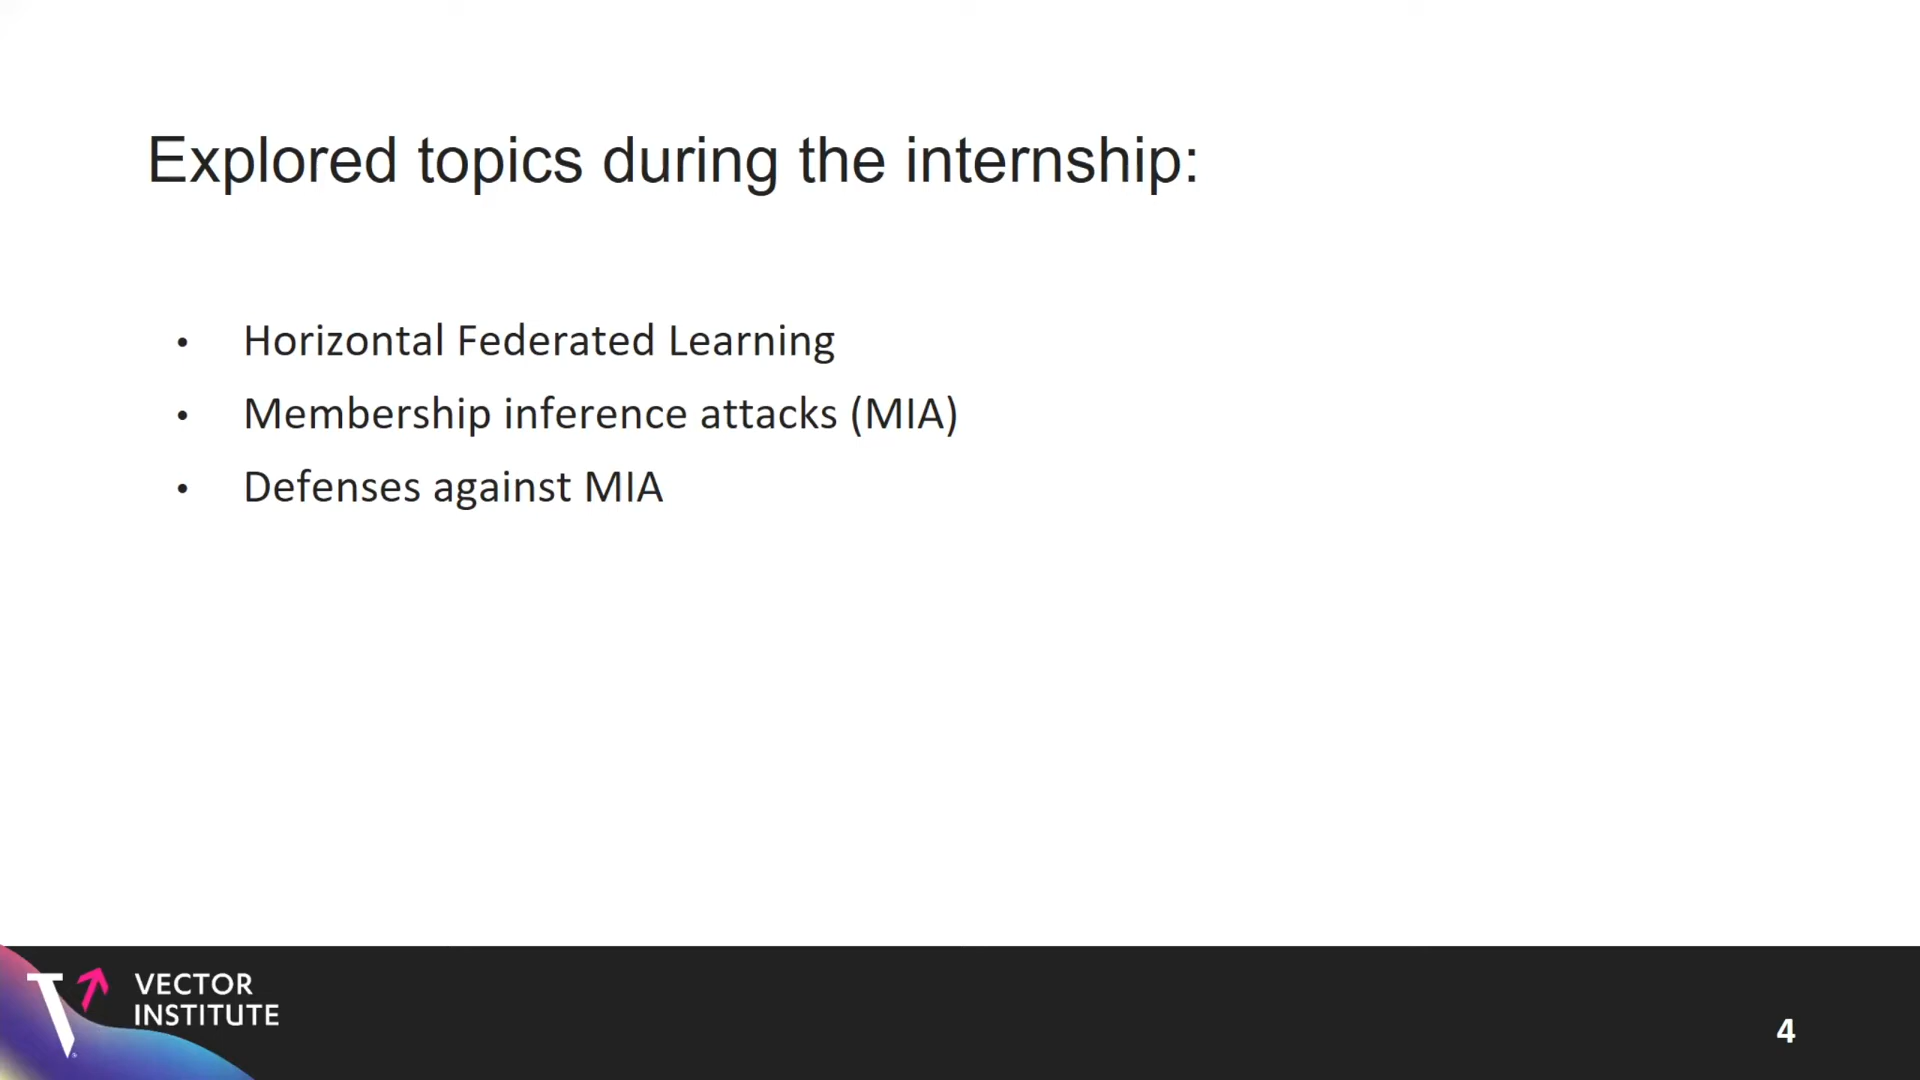 Explored topics during the internship:
• Horizontal Federated Learning
• Membership inference attacks (MIA)
• Defenses against MIA
VECTOR
INSTITUTE
4